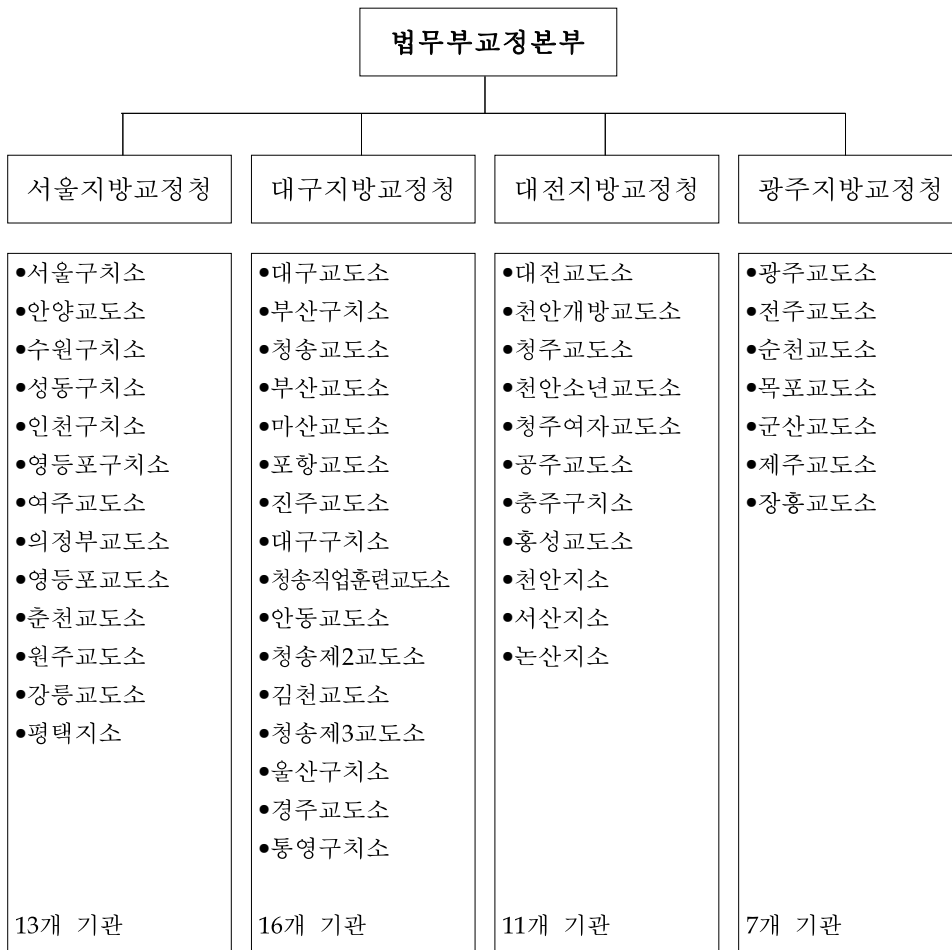 법무부교정본부
서울지방교정청
대구지방교정청
대전지방교정청
광주지방교정청
●서울구치소
●안양교도소
●수원구치소
●성동구치소
●인천구치소
●영등포구치소
●여주교도소
●의정부교도소
●영등포교도소
●춘천교도소
●원주교도소
●강릉교도소
●평택지소
13개 기관
●대구교도소
●부산구치소
●청송교도소
●부산교도소
●마산교도소
●포항교도소
●진주교도소
●대구구치소
●청송직업훈련교도소
●안동교도소
●청송제2교도소
●김천교도소
●청송제3교도소
●울산구치소
●경주교도소
●통영구치소
16개 기관
●대전교도소
●천안개방교도소
●청주교도소
●천안소년교도소
●청주여자교도소
●공주교도소
●충주구치소
●홍성교도소
●천안지소
●서산지소
●논산지소
11개 기관
●광주교도소
●전주교도소
●순천교도소
●목포교도소
●군산교도소
●제주교도소
●장흥교도소
7개 기관